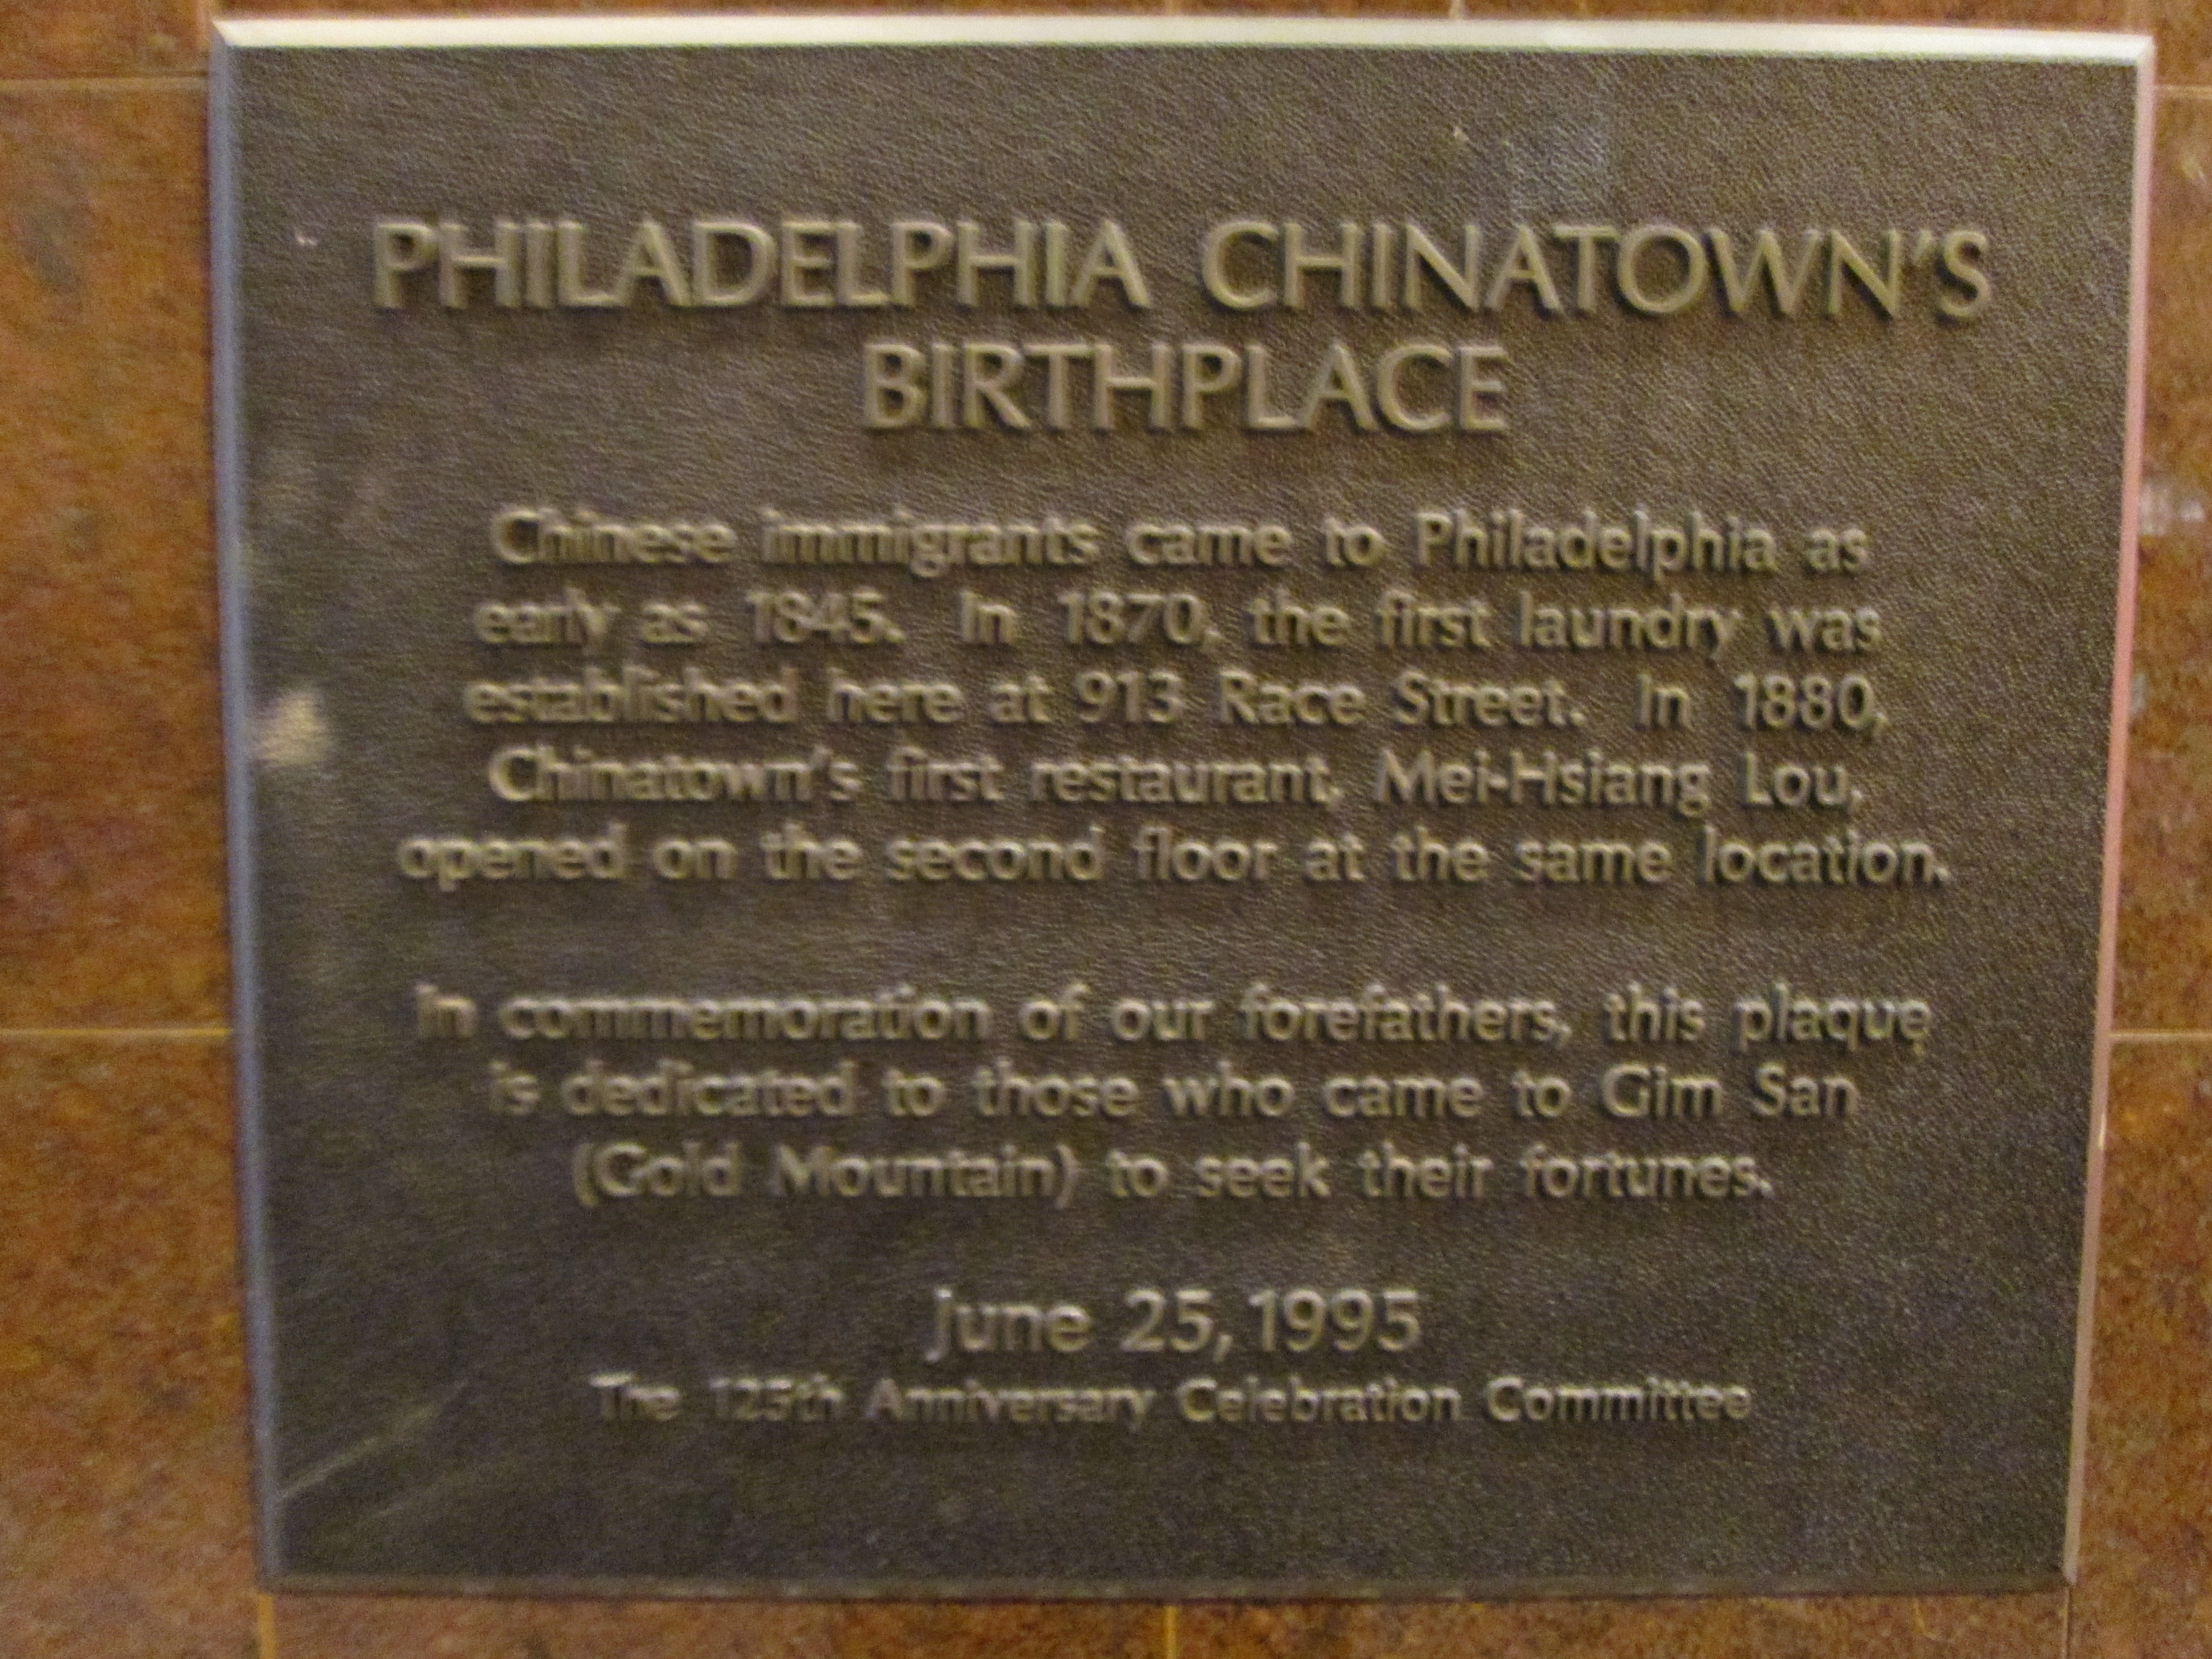 PHILADELPHIA CHINATOWN'S
BIRTHPLACE
Chinese immigrants came to Philadelphia as
early as 1845. In 1870, the first laundry was
established here at 913 Race Street. In 1880,
Chinatown's first restaurant, Mei-Hsiang Lou,
opened on the second floor at the same location.
In commemoration of our forefathers, this plaque
is dedicated to those who came to Gim San
(Gold Mountain) to seek their fortunes.
June 25, 1995
The 125th Anniversary Celebration Committee